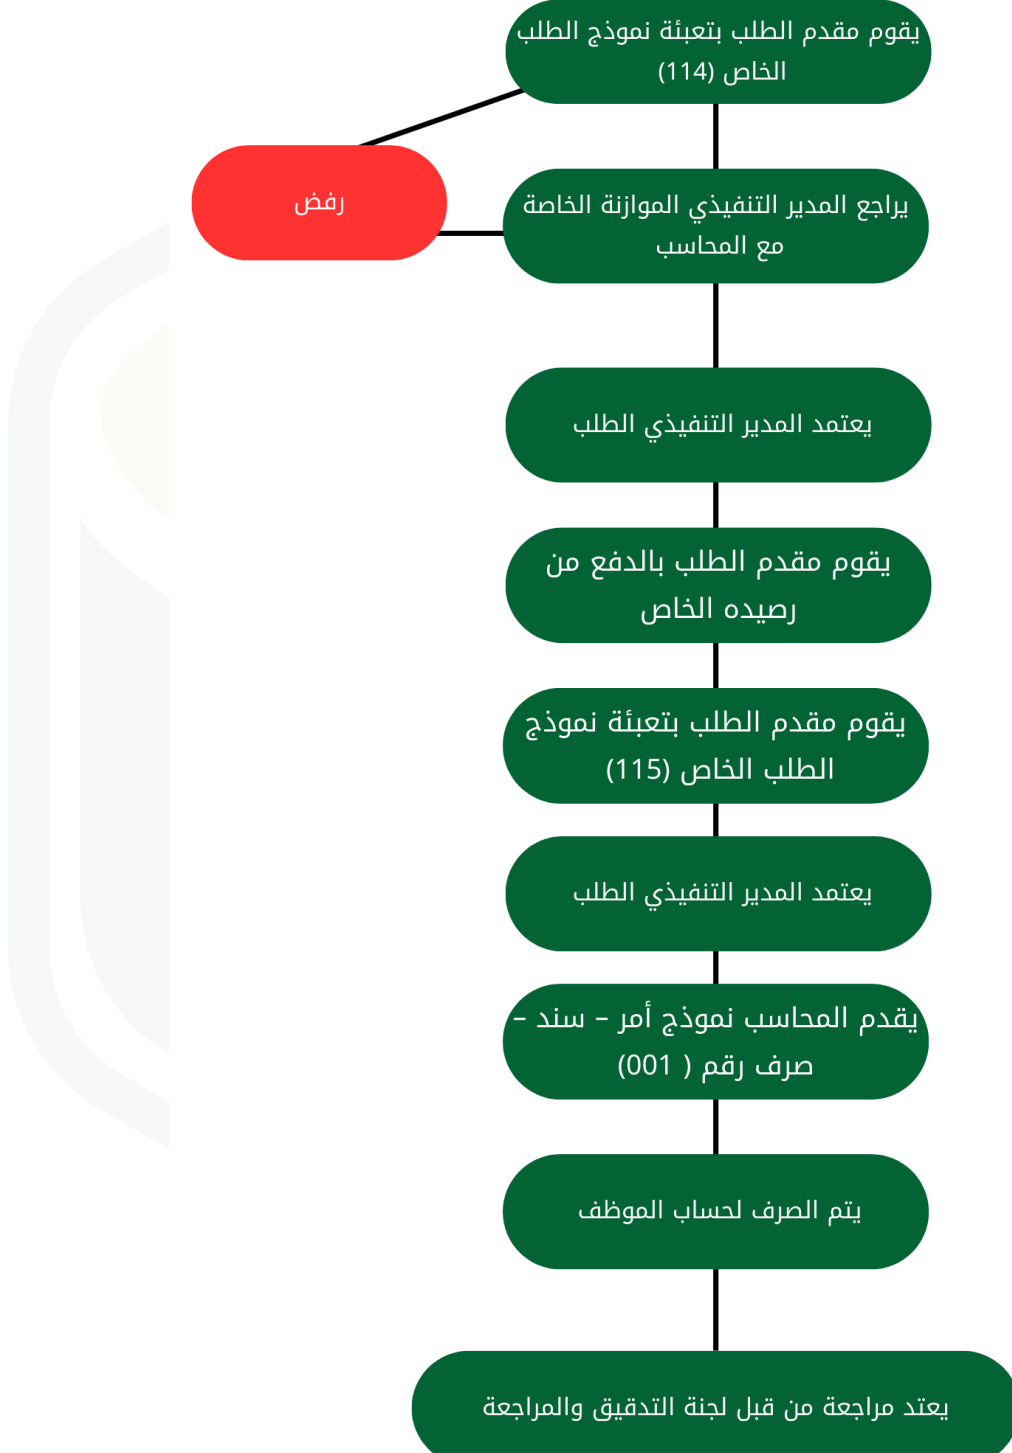 يقوم مقدم الطلب بتعبئة نموذج الطلب
الخاص (114)
رفض
يراجع المدير التنفيذي الموازنة الخاصة
مع المحاسب
يعتمد المدير التنفيذي الطلب
يقوم مقدم الطلب بالدفع من
رصيده الخاص
يقوم مقدم الطلب بتعبئة نموذج
الطلب الخاص (115)
يعتمد المدير التنفيذي الطلب
يقدم المحاسب نموذج أمر – سند –
صرف رقم ( 001)
يتم الصرف لحساب الموظف
يعتد مراجعة من قبل لجنة التدقيق والمراجعة